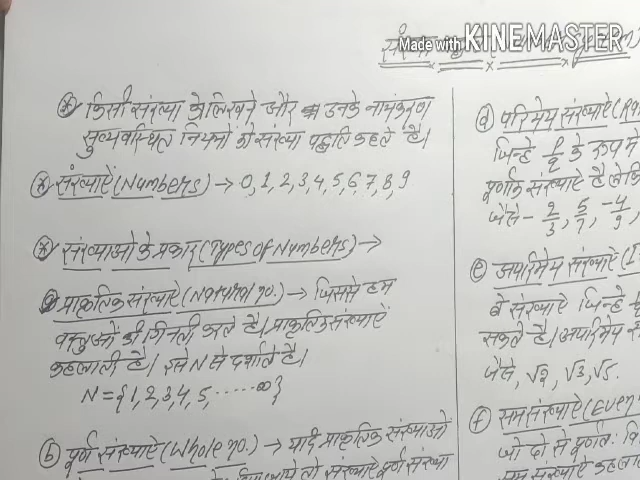 संख्या
Made with KINEMASTER
किसी संख्या को लिखने और उनके नामकरण
सुव्यवस्थित नियमों को संख्या पद्धति कहते है।
संख्याऐं (Numbers) → 0, 1, 2, 3, 4, 5, 6, 7, 8, 9
संख्याओ के प्रकार (Types of Numbers) →
प्राकृतिक संख्याऐ (Natural no.) → जिससे हम
वस्तुओं की गिनती करते है। प्राकृतिक संख्याऐं
कहलाती है। इसे N से दर्शाते है।
N = {1, 2, 3, 4, 5, ...... ∞}
(b) पूर्ण संख्याऐं (Whole no.) → यदि प्राकृतिक संख्याओ
तो संख्याऐ पूर्ण संख्या
(d) परिमेय संख्याऐं
जिन्हे p/q के रूप म
पूर्णांक संख्याऐ है
जैसे - 2/3, 5/7, -4/9,
(e) अपरिमेय संख्याऐं (I
वे संख्याऐ जिन्हे
सकते है। अपरिमेय
जैसे, √2, √3, √5.
(f) सम संख्याऐं (Even
जो दो से पूर्णत: वि
सम संख्याऐ कहला